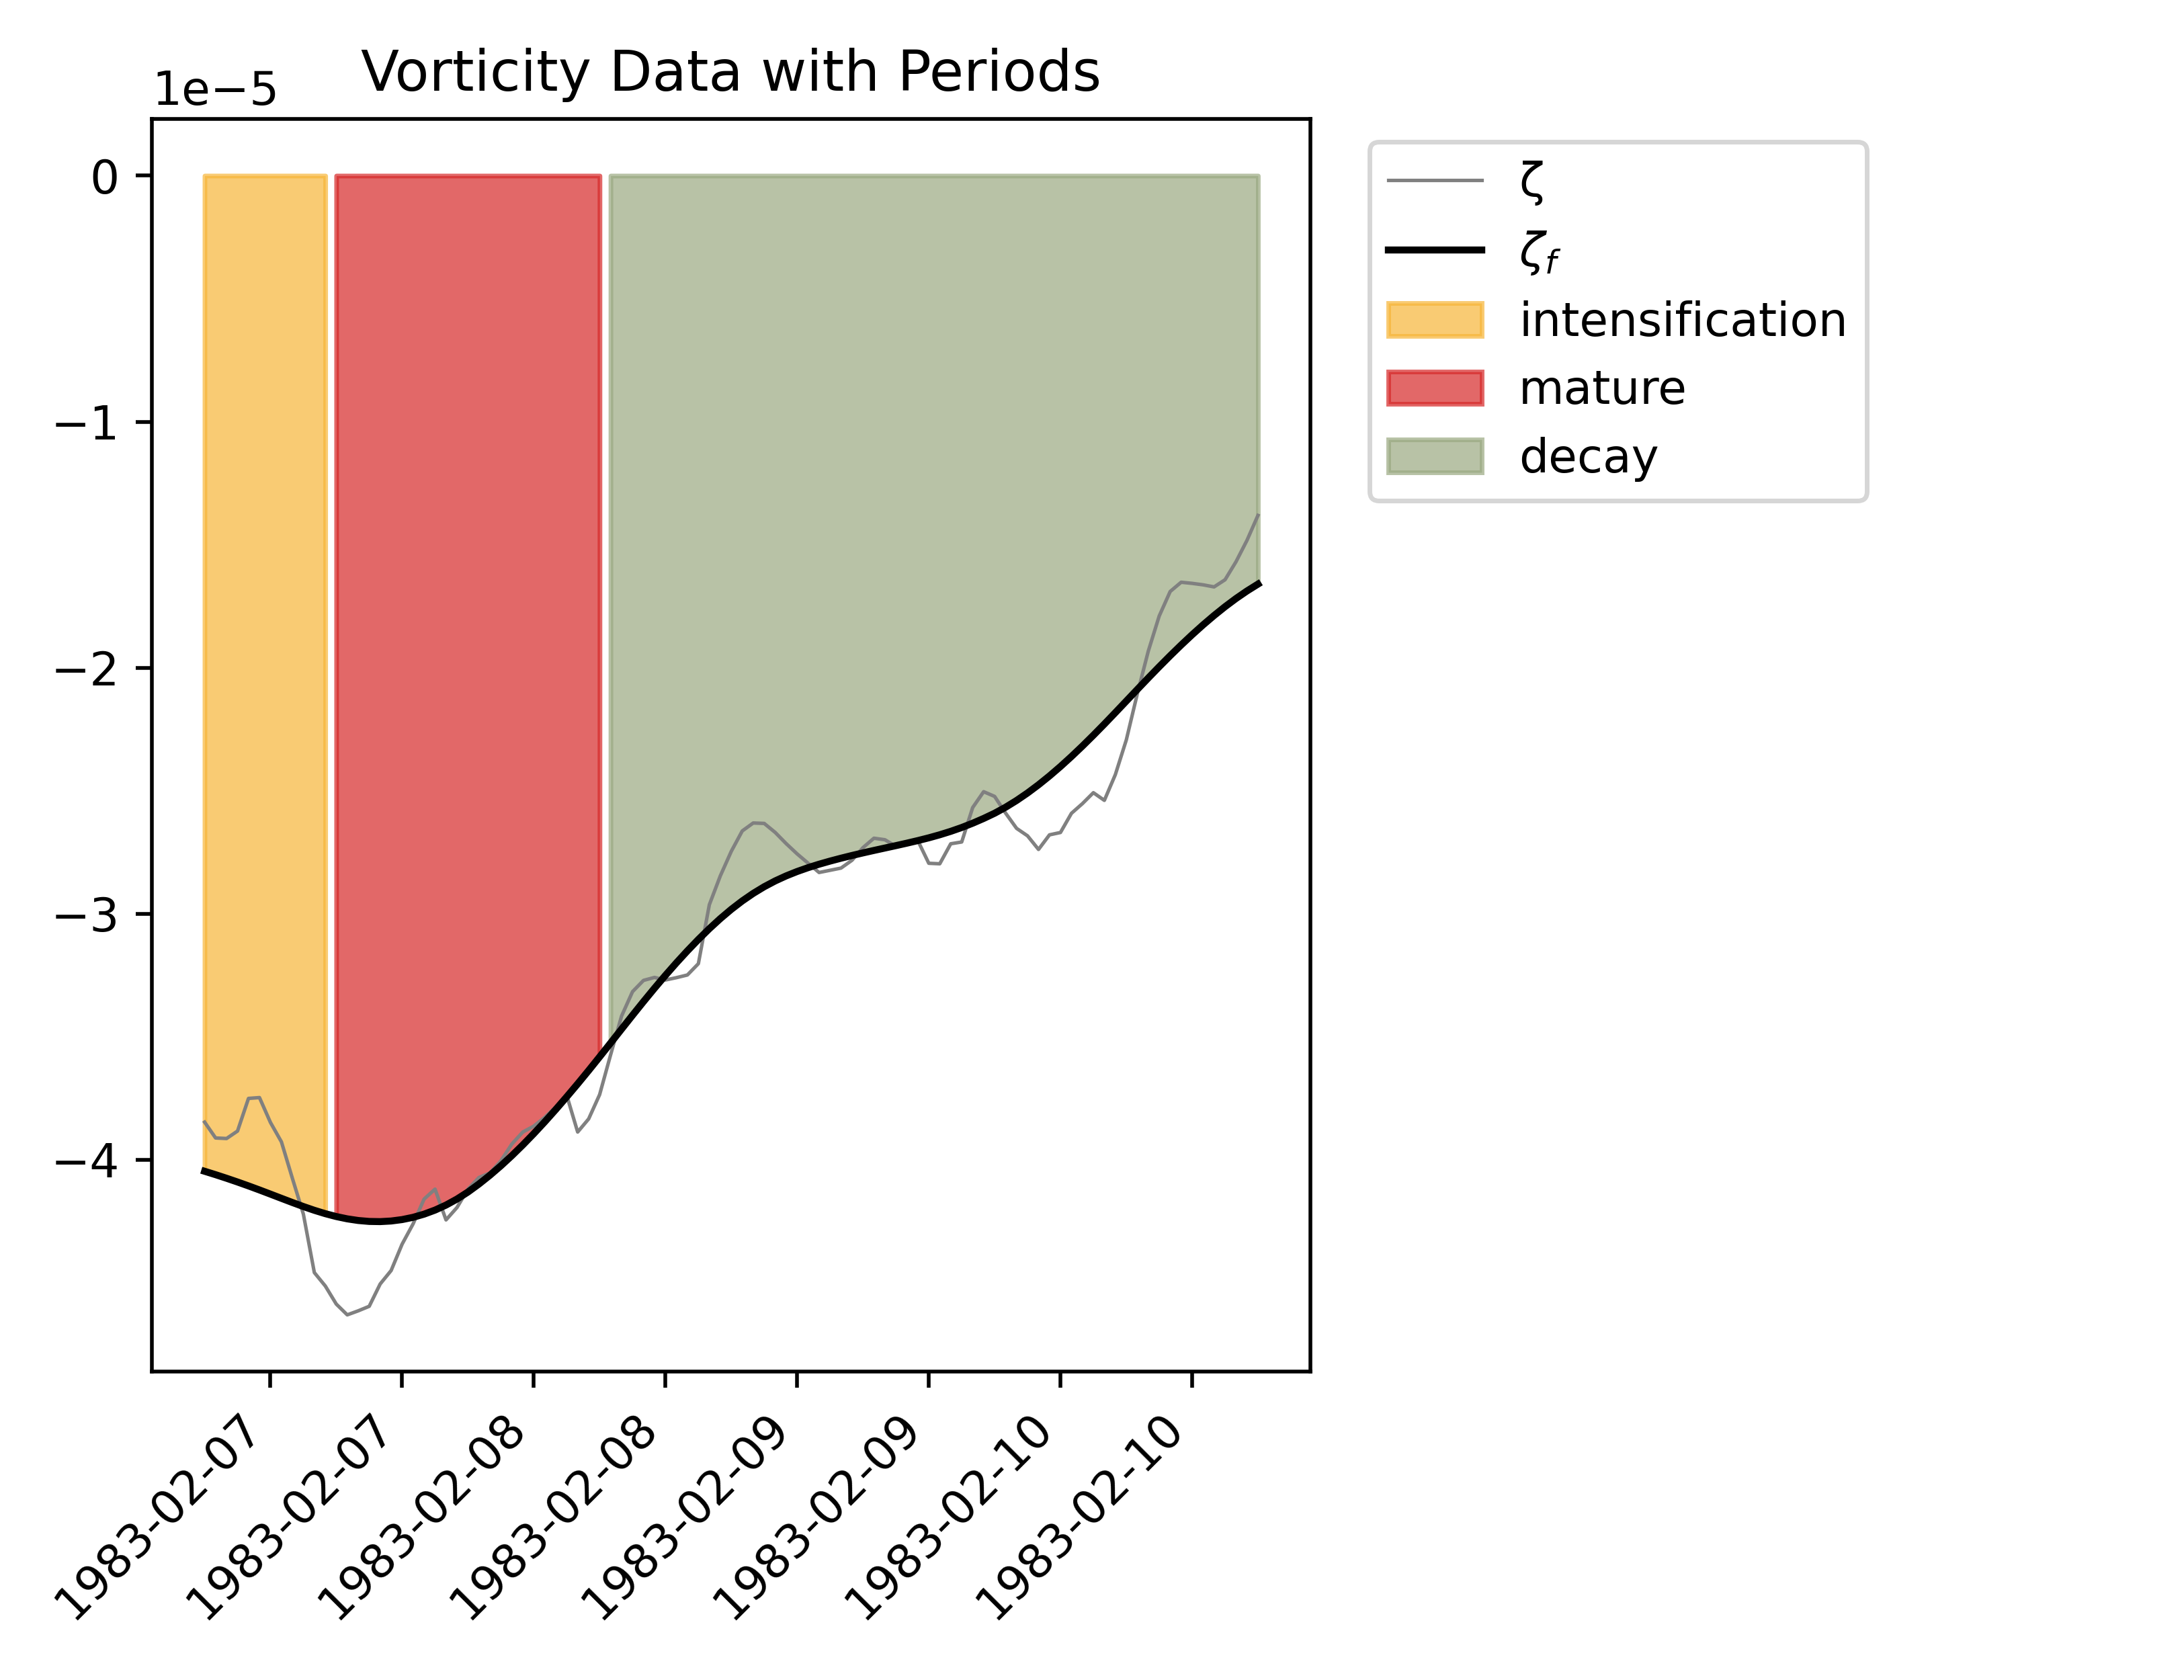 Vorticity Data with Periods
1e−5
0
−1
−2
−3
−4
1983-02-07
1983-02-07
1983-02-08
1983-02-08
1983-02-09
1983-02-09
1983-02-10
1983-02-10
ζ
ζf
intensification
mature
decay